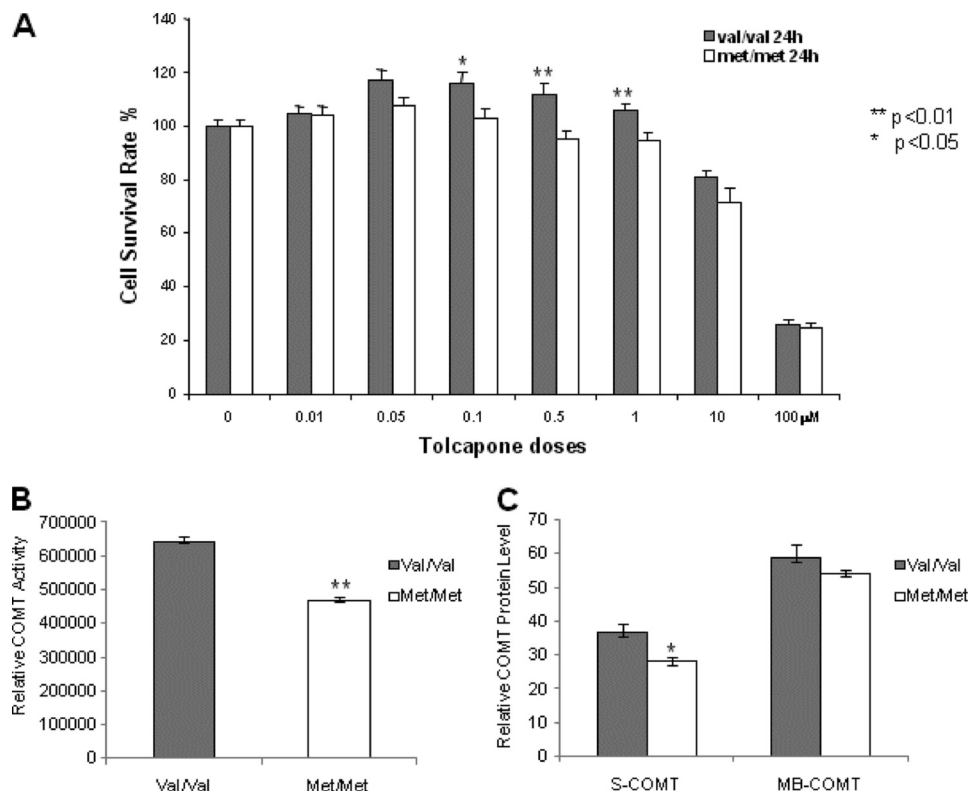 A
val/val 24h
met/met 24h
** p<0.01
* p<0.05
Cell Survival Rate %
140
120
100
80
60
40
20
0
*
**
**
0 0.01 0.05 0.1 0.5 1 10 100 µM
Tolcapone doses
B
Relative COMT Activity
700000
600000
500000
400000
300000
200000
100000
0
**
Val/Val
Met/Met
Val/Val Met/Met
C
Relative COMT Protein Level
70
60
50
40
30
20
10
0
*
Val/Val
Met/Met
S-COMT MB-COMT